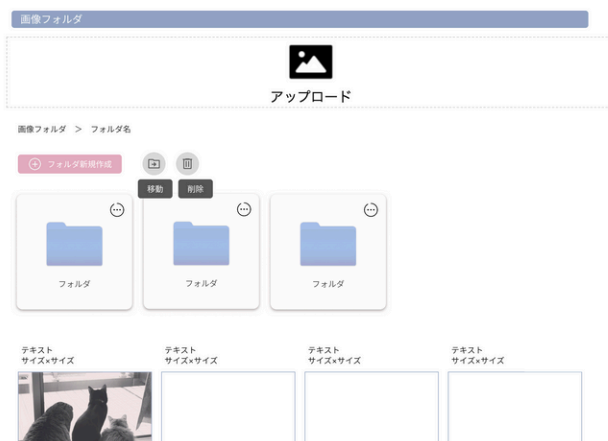 画像フォルダ
アップロード
画像フォルダ ＞ フォルダ名
フォルダ新規作成
移動 削除
フォルダ フォルダ フォルダ
テキスト テキスト テキスト テキスト
サイズ×サイズ サイズ×サイズ サイズ×サイズ サイズ×サイズ